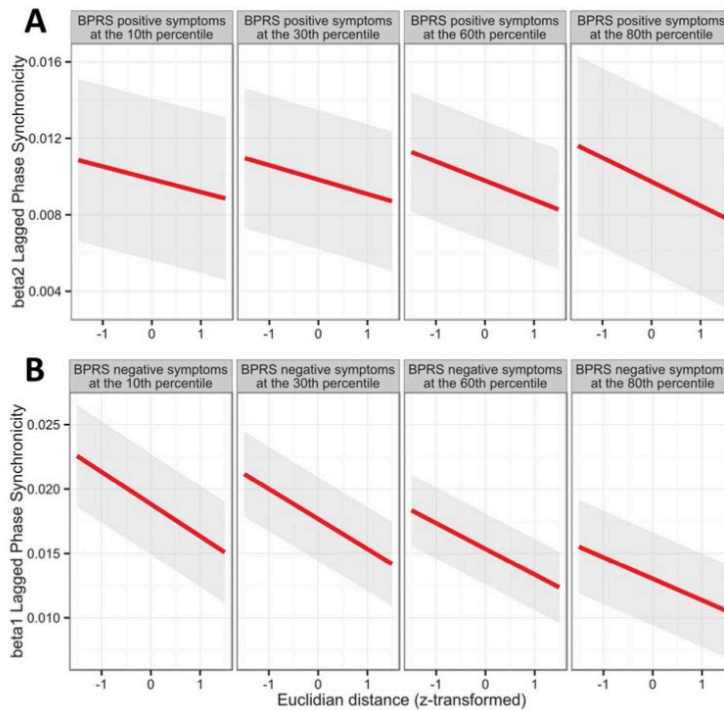 A
BPRS positive symptoms
at the 10th percentile
BPRS positive symptoms
at the 30th percentile
BPRS positive symptoms
at the 60th percentile
BPRS positive symptoms
at the 80th percentile
beta2 Lagged Phase Synchronicity
0.016
0.012
0.008
0.004
-1 0 1 -1 0 1 -1 0 1 -1 0 1
B
BPRS negative symptoms
at the 10th percentile
BPRS negative symptoms
at the 30th percentile
BPRS negative symptoms
at the 60th percentile
BPRS negative symptoms
at the 80th percentile
beta1 Lagged Phase Synchronicity
0.025
0.020
0.015
0.010
-1 0 1 -1 0 1 -1 0 1 -1 0 1
Euclidian distance (z-transformed)